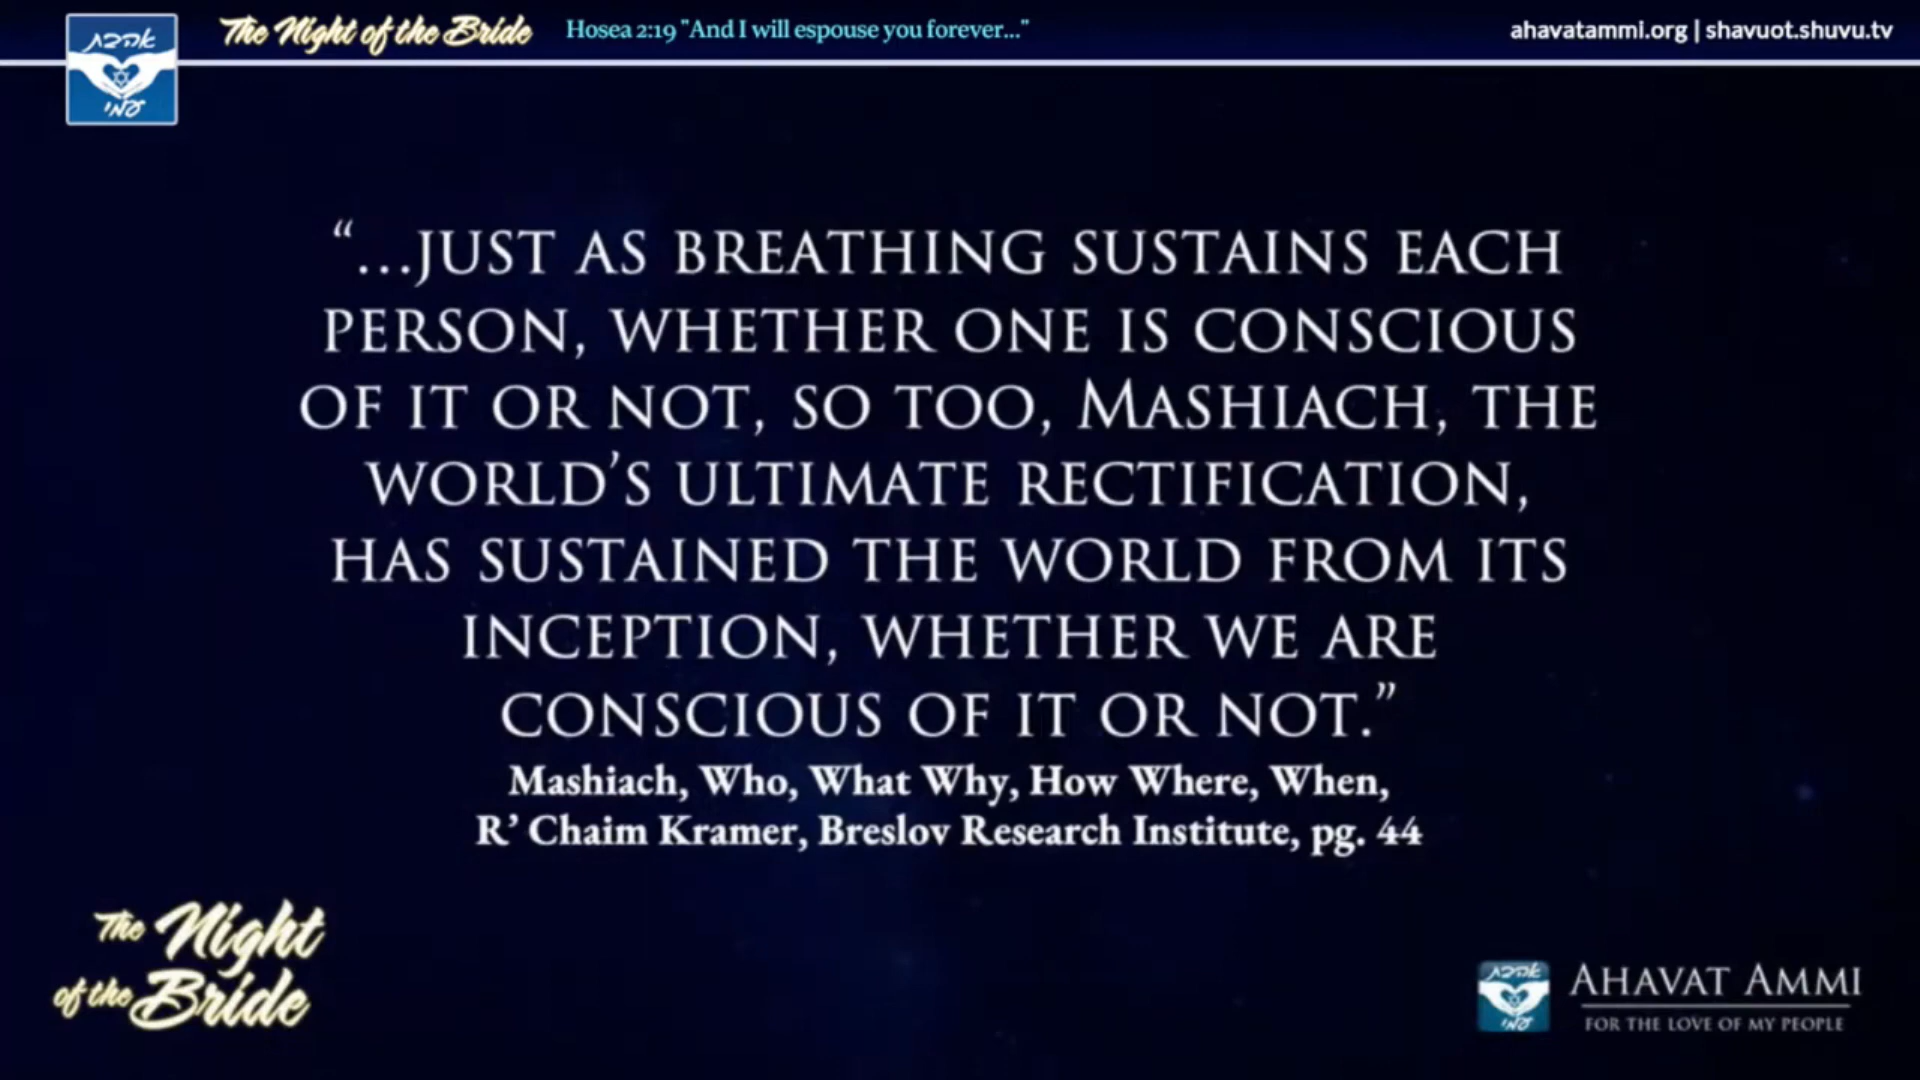 The Night of the Bride
Hosea 2:19 "And I will espouse you forever..."
ahavatammi.org | shavuot.shuvu.tv
אהבת
עמי
“...JUST AS BREATHING SUSTAINS EACH
PERSON, WHETHER ONE IS CONSCIOUS
OF IT OR NOT, SO TOO, MASHIACH, THE
WORLD’S ULTIMATE RECTIFICATION,
HAS SUSTAINED THE WORLD FROM ITS
INCEPTION, WHETHER WE ARE
CONSCIOUS OF IT OR NOT.”
Mashiach, Who, What Why, How Where, When,
R’ Chaim Kramer, Breslov Research Institute, pg. 44
The Night
of the Bride
אהבת
עמי
AHAVAT AMMI
FOR THE LOVE OF MY PEOPLE